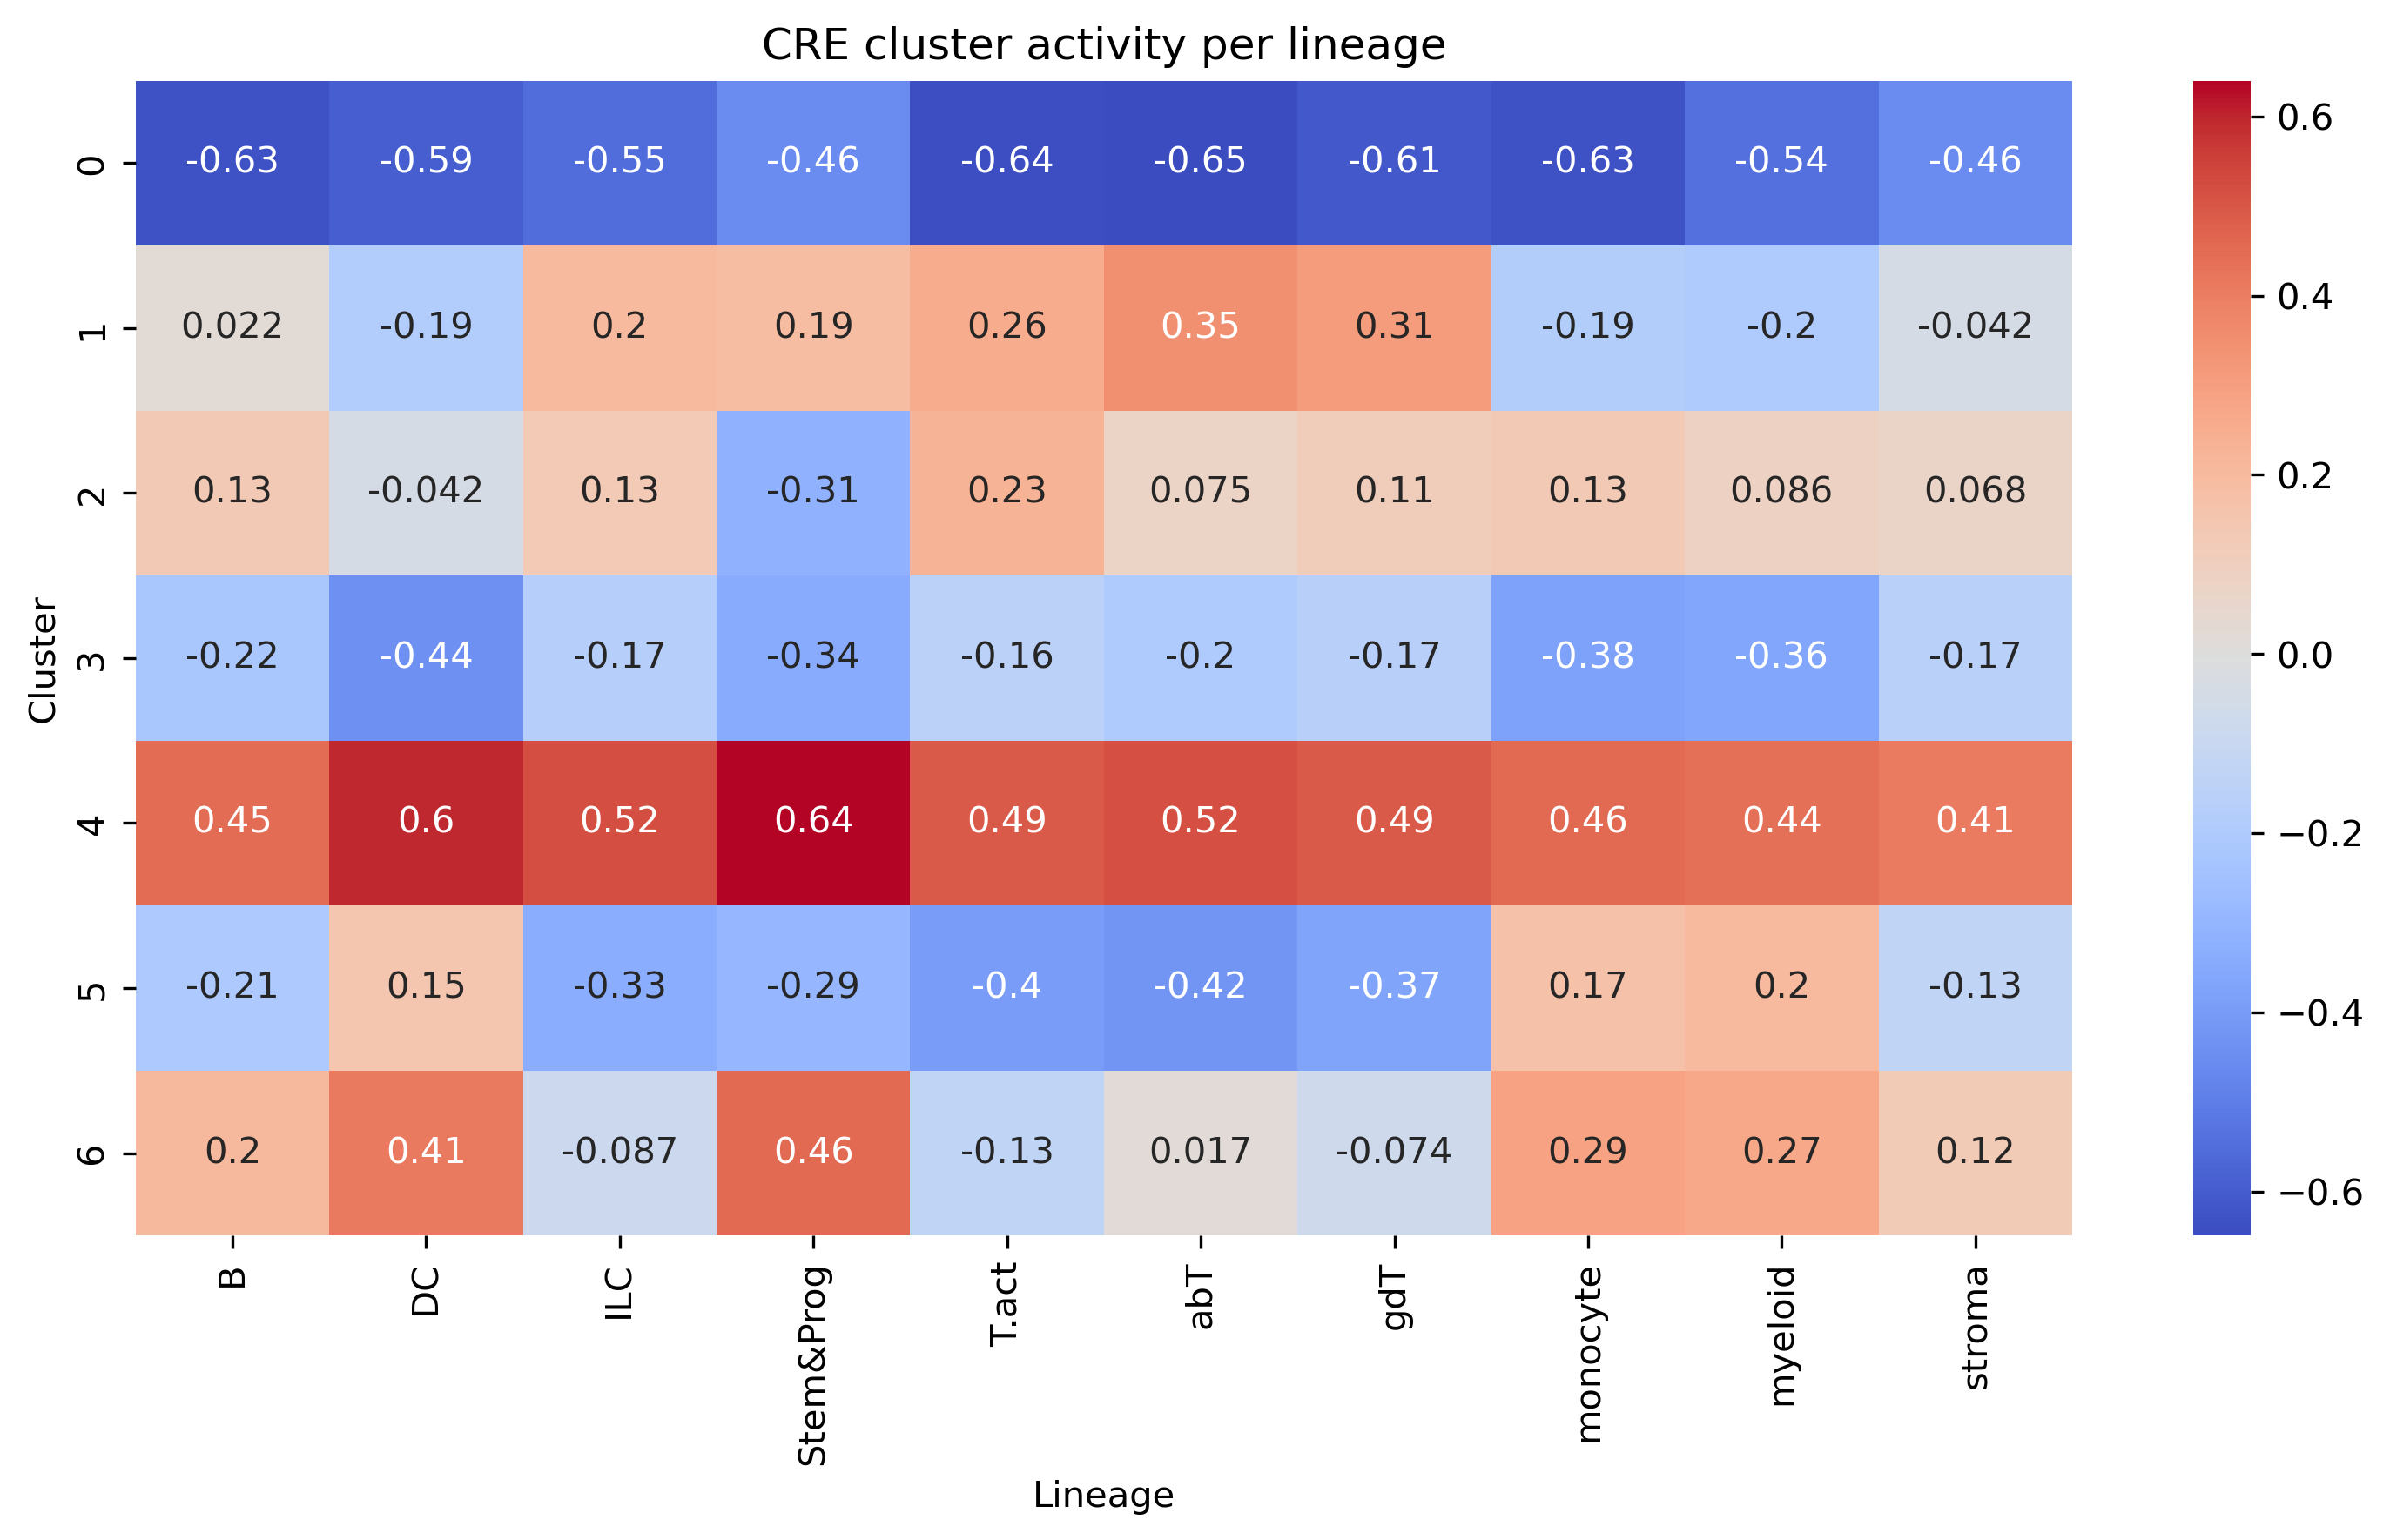 CRE cluster activity per lineage
Cluster
0 -0.63 -0.59 -0.55 -0.46 -0.64 -0.65 -0.61 -0.63 -0.54 -0.46
1 0.022 -0.19 0.2 0.19 0.26 0.35 0.31 -0.19 -0.2 -0.042
2 0.13 -0.042 0.13 -0.31 0.23 0.075 0.11 0.13 0.086 0.068
3 -0.22 -0.44 -0.17 -0.34 -0.16 -0.2 -0.17 -0.38 -0.36 -0.17
4 0.45 0.6 0.52 0.64 0.49 0.52 0.49 0.46 0.44 0.41
5 -0.21 0.15 -0.33 -0.29 -0.4 -0.42 -0.37 0.17 0.2 -0.13
6 0.2 0.41 -0.087 0.46 -0.13 0.017 -0.074 0.29 0.27 0.12
B DC ILC Stem&Prog T.act abT gdT monocyte myeloid stroma
Lineage
0.6
0.4
0.2
0.0
−0.2
−0.4
−0.6